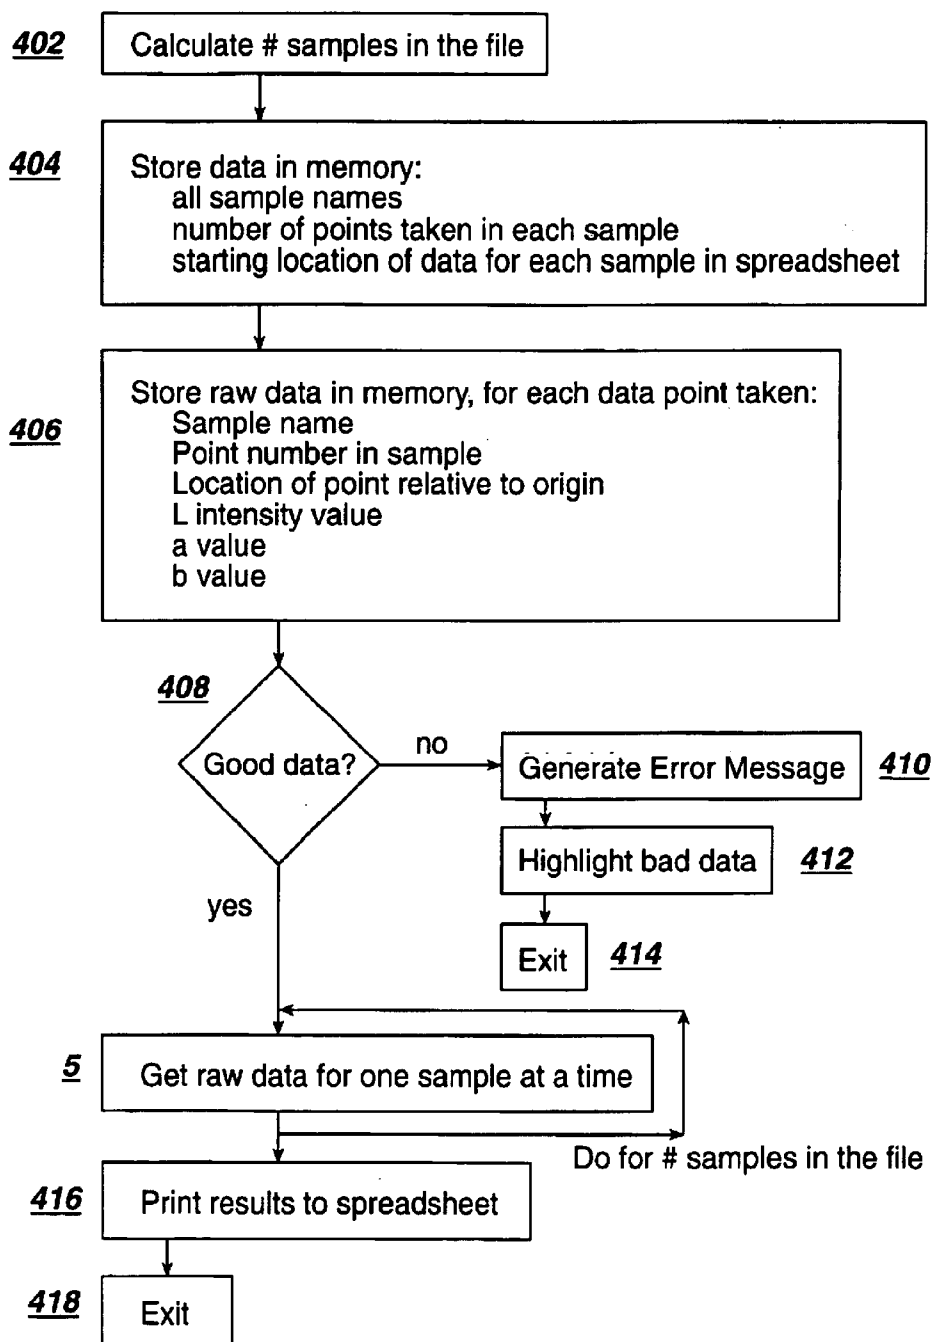 402
Calculate # samples in the file
404
Store data in memory:
all sample names
number of points taken in each sample
starting location of data for each sample in spreadsheet
406
Store raw data in memory, for each data point taken:
Sample name
Point number in sample
Location of point relative to origin
L intensity value
a value
b value
408
Good data?
no
Generate Error Message
410
Highlight bad data
412
yes
Exit
414
5
Get raw data for one sample at a time
Do for # samples in the file
416
Print results to spreadsheet
418
Exit